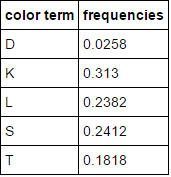 color term frequencies
D 0.0258
K 0.313
L 0.2382
S 0.2412
T 0.1818